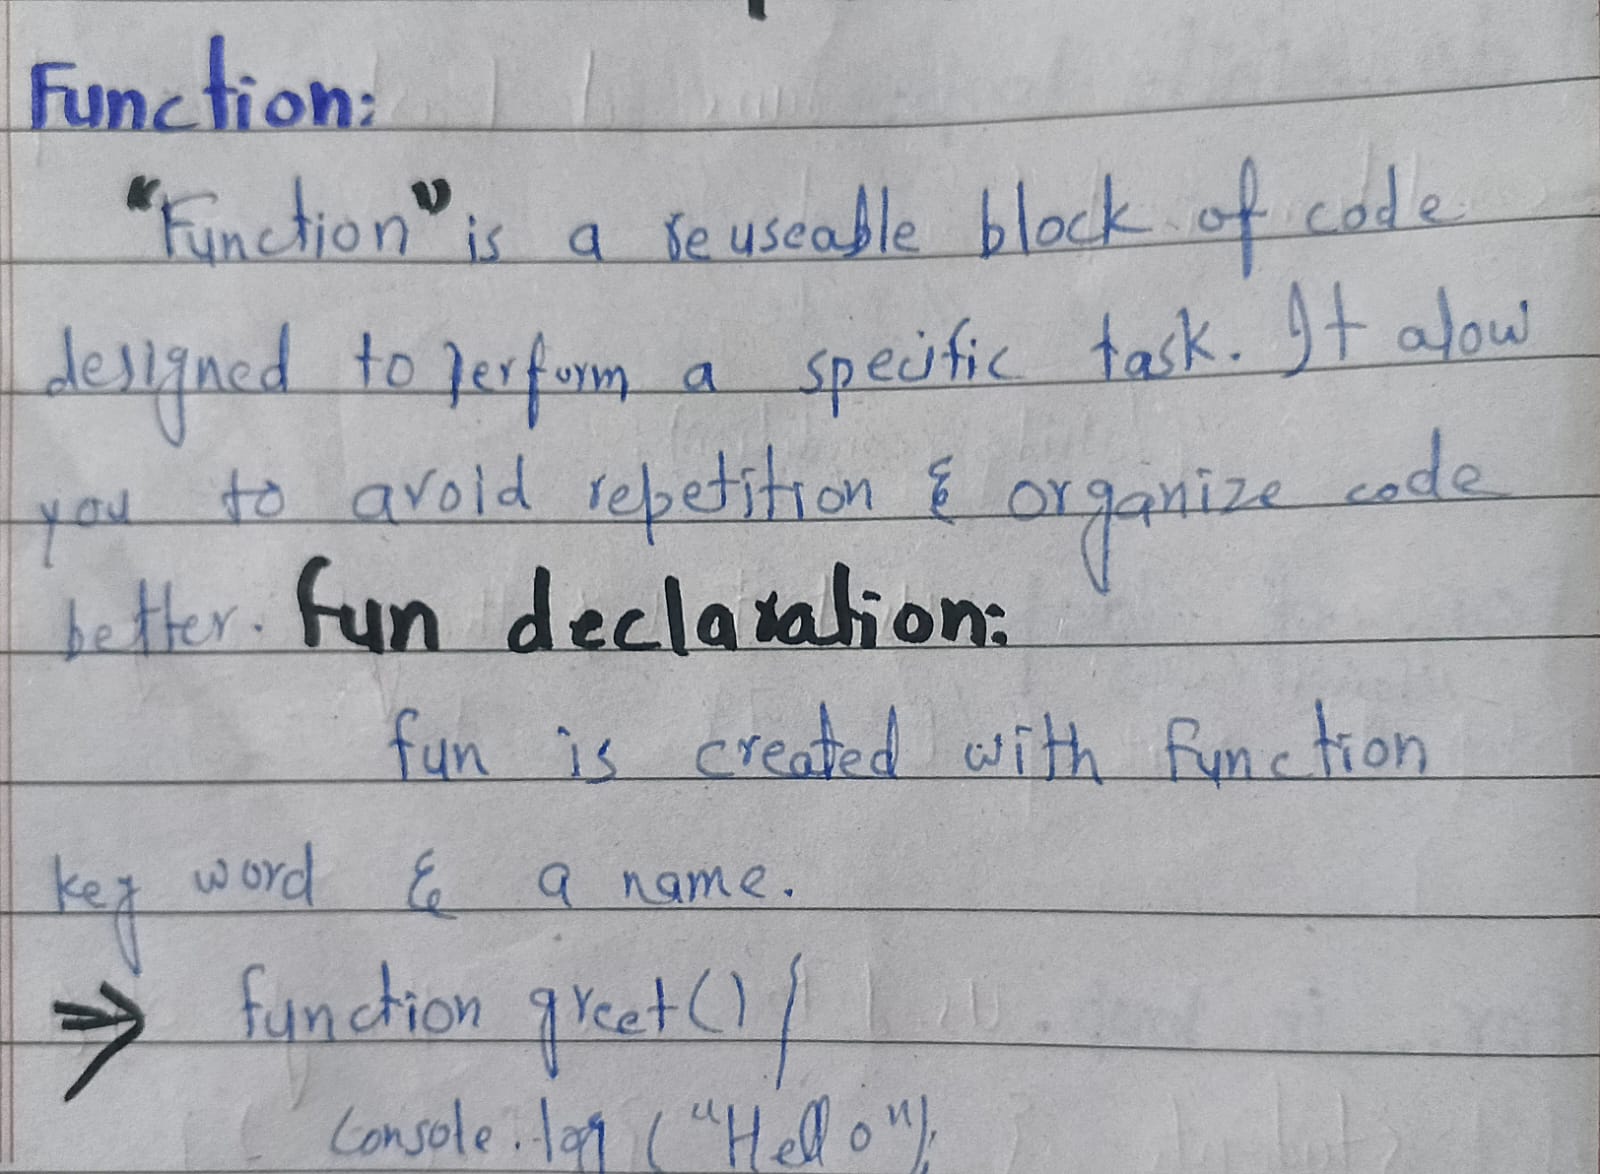 Function:
"Function" is a reuseable block of code
designed to perform a specific task. It alow
you to avoid repetition & organize code
better. fun declaration:
fun is created with function
key word & a name.
⇒ function greet() {
console.log ("Hello");